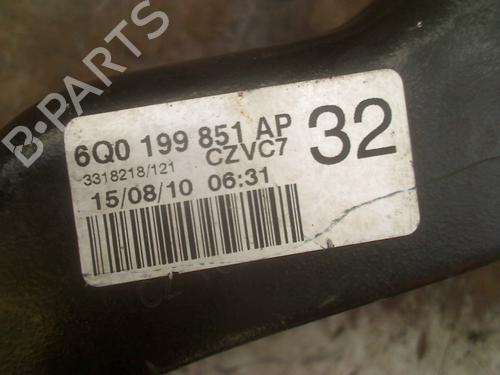 B-PARTS
6Q0 199 851 AP 32
CZVC7
3318218/121
15/08/10 06:31